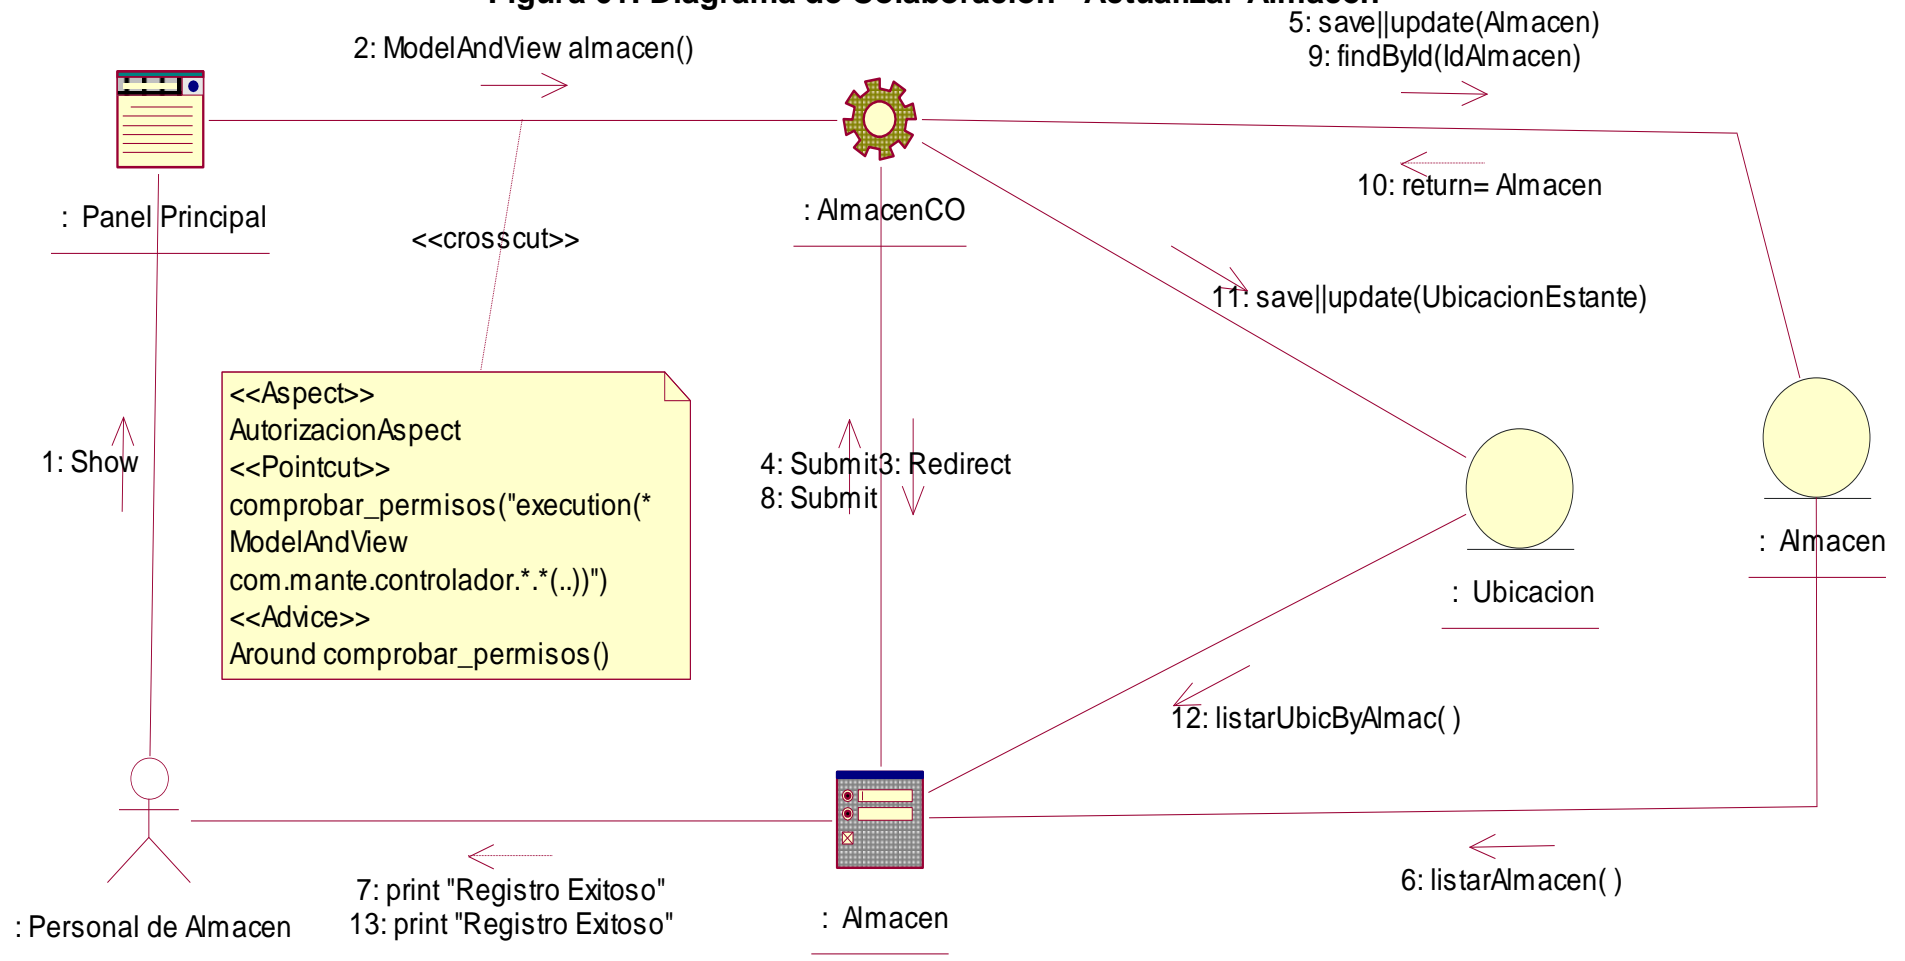 2: ModelAndView almacen()
5: save||update(Almacen)
9: findById(IdAlmacen)
10: return= Almacen
: Panel Principal
: AlmacenCO
<<crosscut>>
11: save||update(UbicacionEstante)
<<Aspect>>
AutorizacionAspect
<<Pointcut>>
comprobar_permisos("execution(*
ModelAndView
com.mante.controlador.*.*(..))")
<<Advice>>
Around comprobar_permisos()
1: Show
4: Submit
3: Redirect
8: Submit
: Almacen
: Ubicacion
12: listarUbicByAlmac( )
6: listarAlmacen( )
7: print "Registro Exitoso"
13: print "Registro Exitoso"
: Personal de Almacen
: Almacen